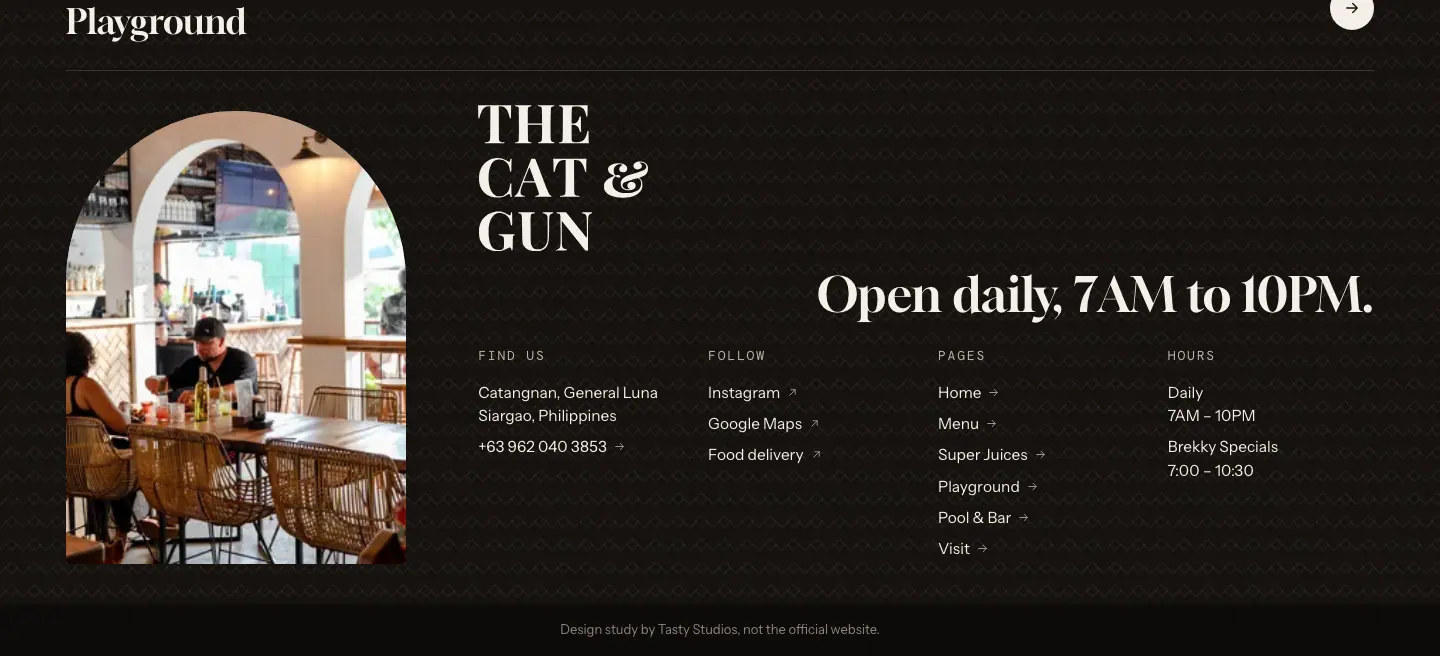 Playground
THE
CAT &
GUN
Open daily, 7AM to 10PM.
FIND US
Catangnan, General Luna
Siargao, Philippines
+63 962 040 3853 →
FOLLOW
Instagram ↗
Google Maps ↗
Food delivery ↗
PAGES
Home →
Menu →
Super Juices →
Playground →
Pool & Bar →
Visit →
HOURS
Daily
7AM – 10PM
Brekky Specials
7:00 – 10:30
Design study by Tasty Studios, not the official website.